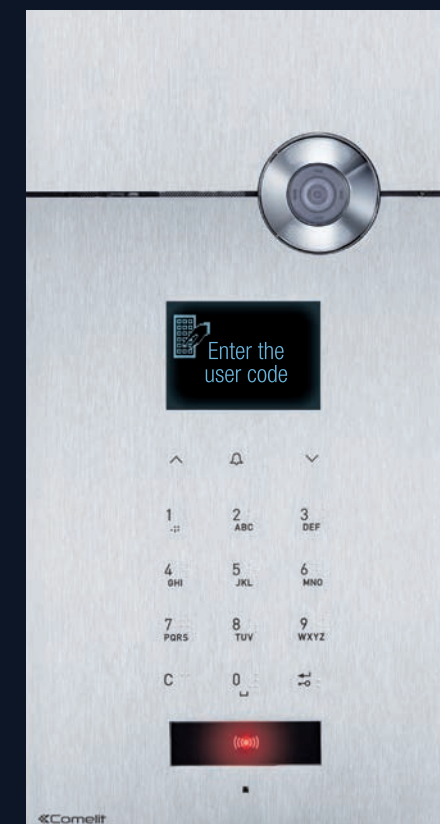 Enter the
user code
1 2 3
.,: ABC DEF
4 5 6
GHI JKL MNO
7 8 9
PQRS TUV WXYZ
C 0
Comelit